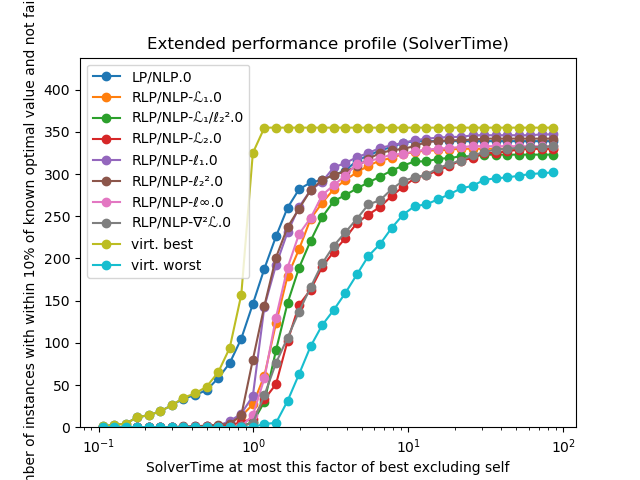 Extended performance profile (SolverTime)
of instances with within 10% of known optimal value and not
400
350
300
250
200
150
100
50
0
LP/NLP.0
RLP/NLP-ℒ₁.0
RLP/NLP-ℒ₁/ℓ₂².0
RLP/NLP-ℒ₂.0
RLP/NLP-ℓ₁.0
RLP/NLP-ℓ₂².0
RLP/NLP-ℓ∞.0
RLP/NLP-∇²ℒ.0
virt. best
virt. worst
10⁻¹ 10⁰ 10¹ 10²
SolverTime at most this factor of best excluding self